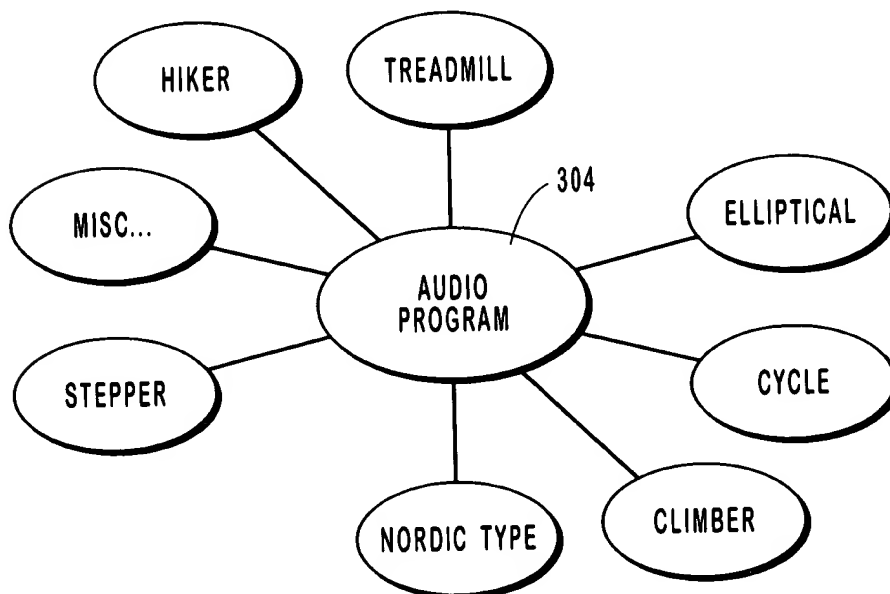 HIKER
TREADMILL
304
MISC...
ELLIPTICAL
AUDIO
PROGRAM
STEPPER
CYCLE
NORDIC TYPE
CLIMBER